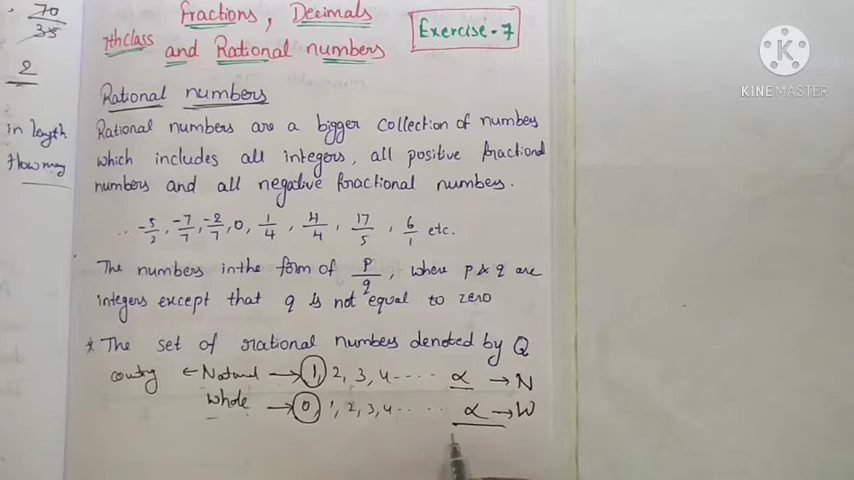 70
35
2
in length
How many
Fractions, Decimals
7th class and Rational numbers
Exercise-7
K
KINEMASTER
Rational numbers
Rational numbers are a bigger collection of numbers
which includes all integers, all positive fractional
numbers and all negative fractional numbers.
.. -5/2, -7/7, -2/7, 0, 1/4, 4/4, 17/5, 6/1 etc.
The numbers in the form of p/q, where p & q are
integers except that q is not equal to zero
* The set of rational numbers denoted by Q
county ← Natural → 1, 2, 3, 4 ---- α → N
Whole → 0, 1, 2, 3, 4 ---- α → W